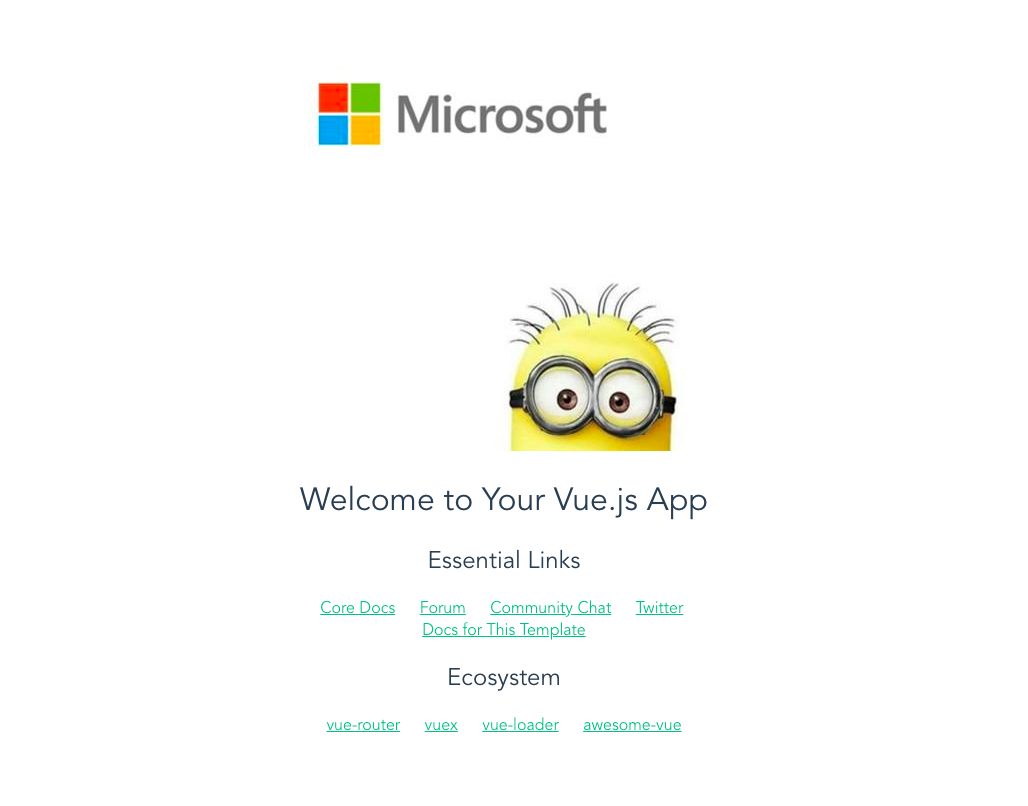 Microsoft
Welcome to Your Vue.js App
Essential Links
Core Docs Forum Community Chat Twitter
Docs for This Template
Ecosystem
vue-router vuex vue-loader awesome-vue